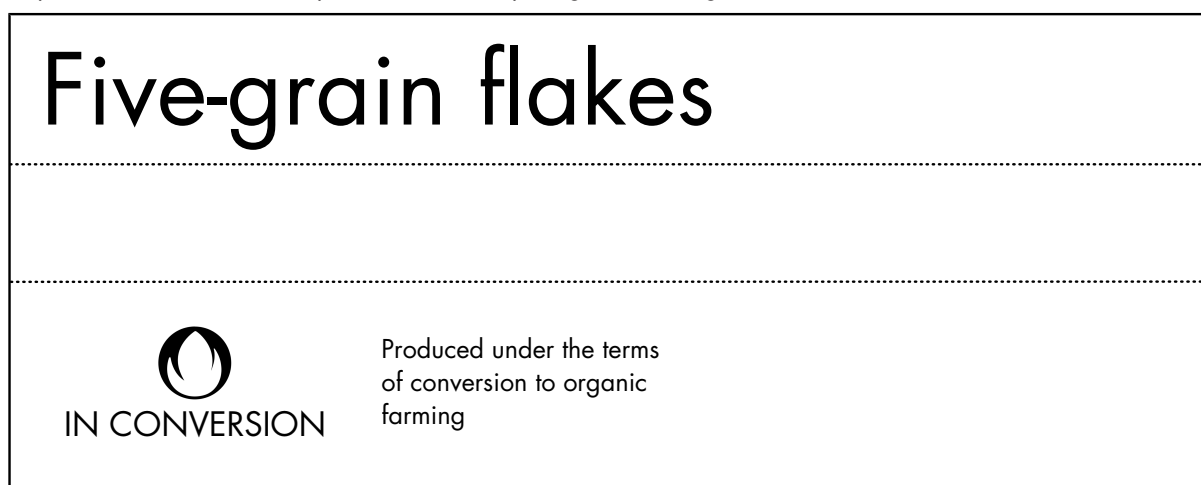 Five-grain flakes
Produced under the terms
of conversion to organic
farming
IN CONVERSION